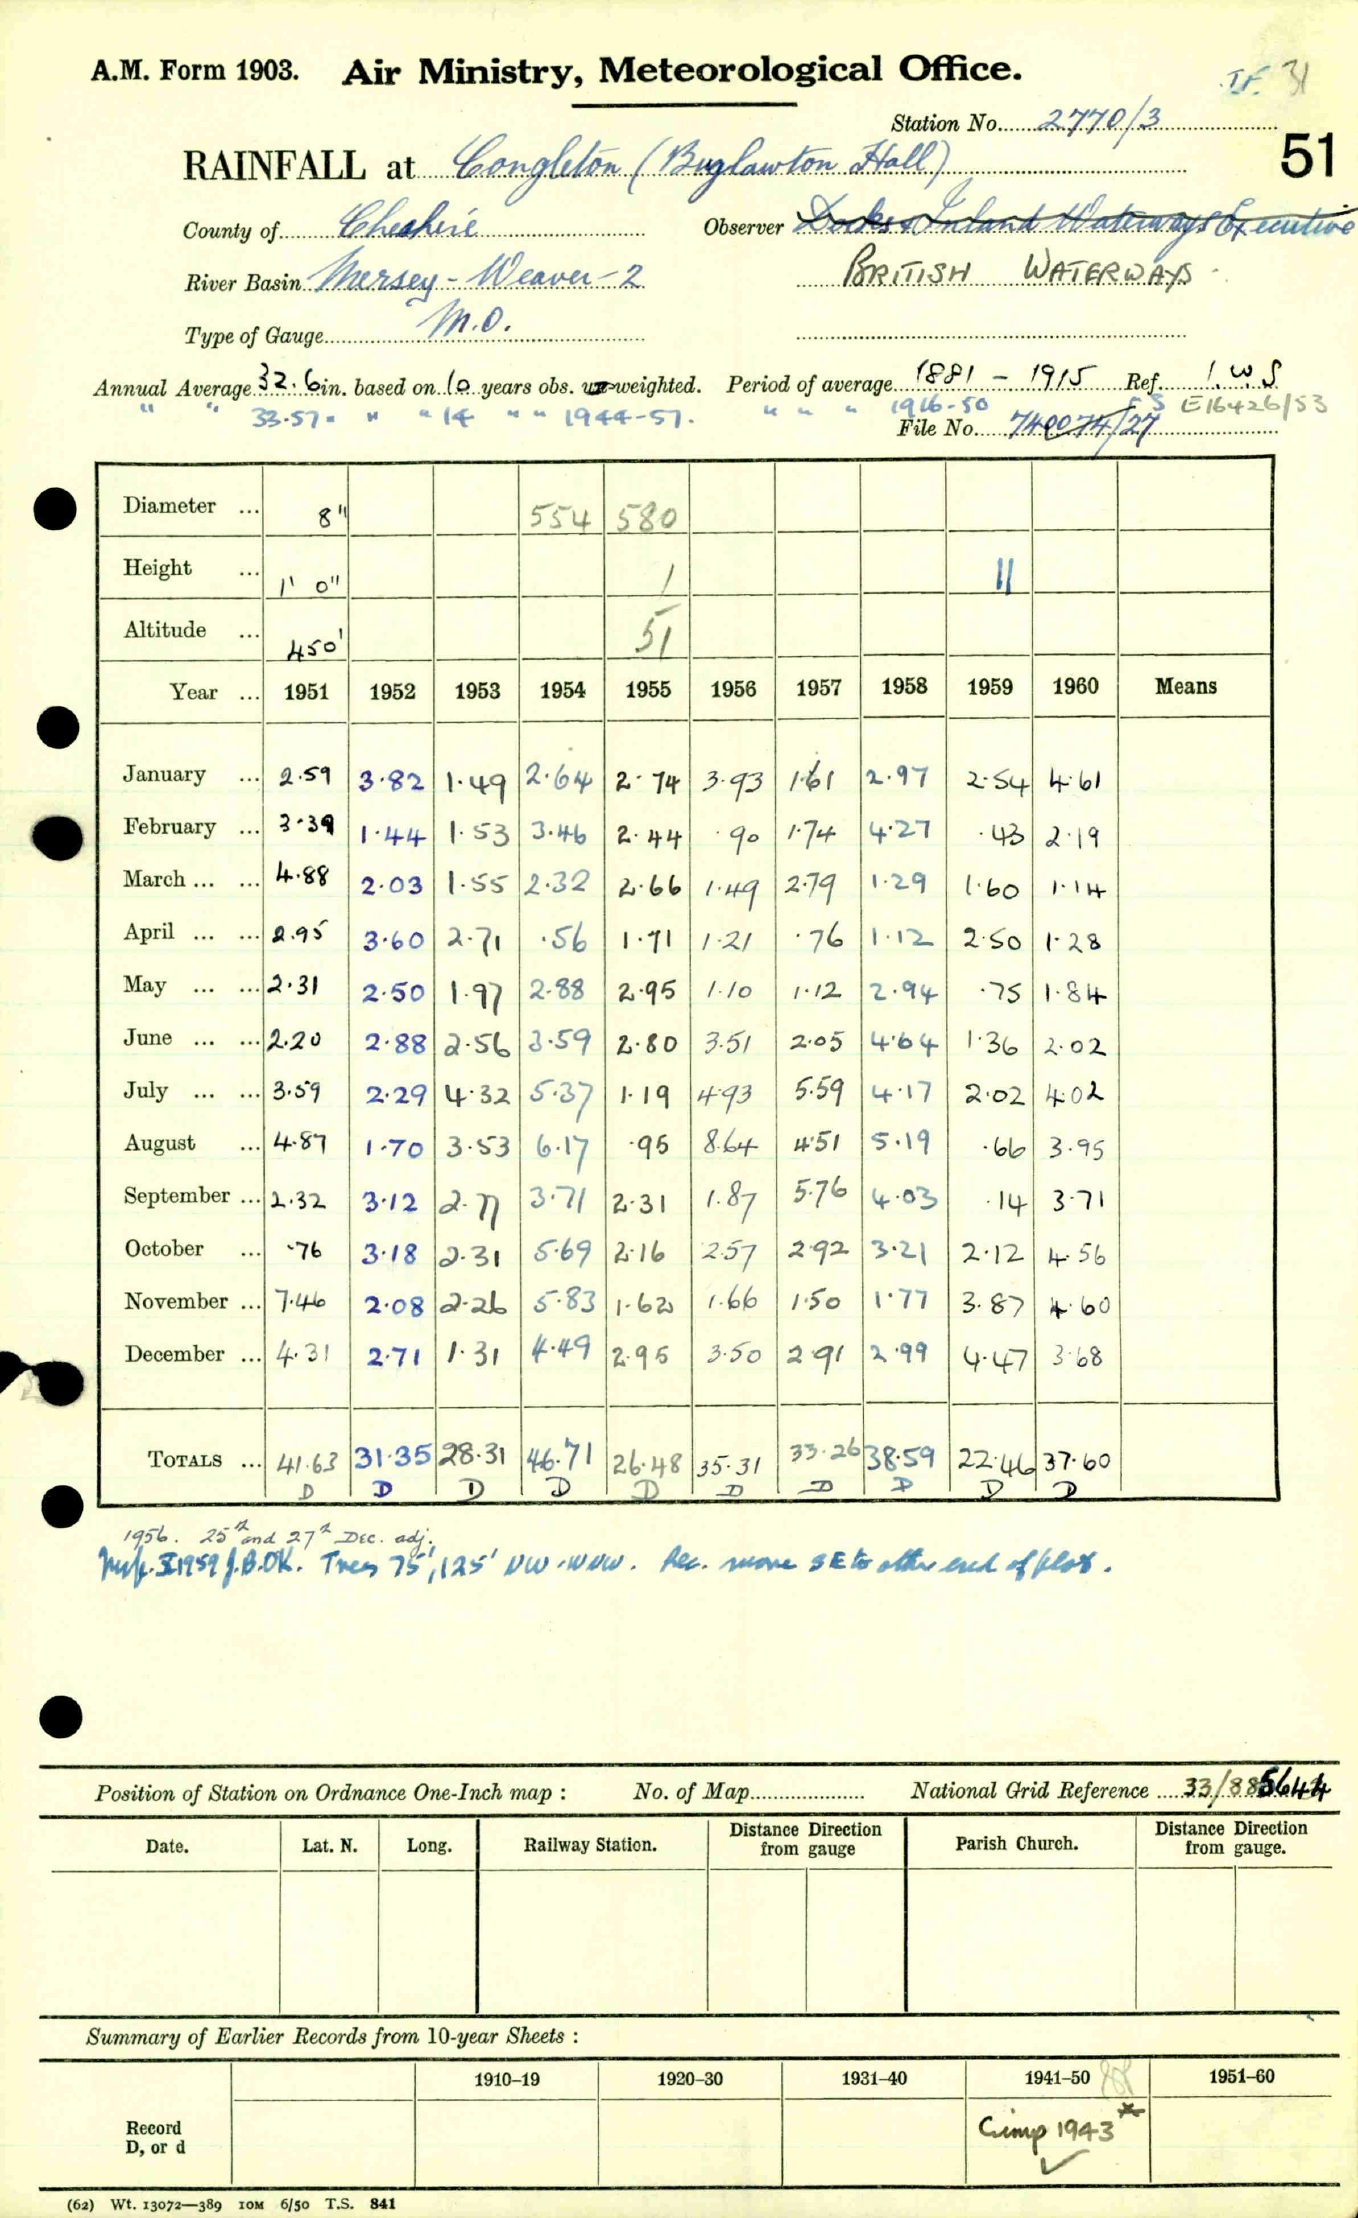 A.M. Form 1903. Air Ministry, Meteorological Office. 31
Station No. 2770/3
51
RAINFALL at Congleton (Buglawton Hall)
County of Cheshire Observer Docks & Inland Waterways Executive
River Basin Mersey - Weaver - 2 BRITISH WATERWAYS
Type of Gauge M.O.
Annual Average 32.6 in. based on 10 years obs. weighted. Period of average 1881 - 1915 Ref. I.W.S
" " 33.57 " " " 14 " " 1944-57. " " " 1916-50 E16426/53
File No. 740074/27
Diameter ... 8" 554 580
Height ... 1' 0" 1 11
Altitude ... 450' 51
Year ... 1951 1952 1953 1954 1955 1956 1957 1958 1959 1960 Means
January ... 2.59 3.82 1.49 2.64 2.74 3.93 1.61 2.97 2.54 4.61
February ... 3.39 1.44 1.53 3.46 2.44 .90 1.74 4.27 .43 2.19
March ... ... 4.88 2.03 1.55 2.32 2.66 1.49 2.79 1.29 1.60 1.14
April ... ... 2.95 3.60 2.71 .56 1.71 1.21 .76 1.12 2.50 1.28
May ... ... 2.31 2.50 1.97 2.88 2.95 1.10 1.12 2.94 .75 1.84
June ... ... 2.20 2.88 2.56 3.59 2.80 3.51 2.05 4.64 1.36 2.02
July ... ... 3.59 2.29 4.32 5.37 1.19 4.93 5.59 4.17 2.02 4.02
August ... 4.87 1.70 3.53 6.17 .95 8.64 4.51 5.19 .66 3.95
September ... 2.32 3.12 2.77 3.71 2.31 1.87 5.76 4.03 .14 3.71
October ... .76 3.18 2.31 5.69 2.16 2.57 2.92 3.21 2.12 4.56
November ... 7.46 2.08 2.26 5.83 1.62 1.66 1.50 1.77 3.87 4.60
December ... 4.31 2.71 1.31 4.49 2.95 3.50 2.91 2.99 4.47 3.68
TOTALS ... 41.63 31.35 28.31 46.71 26.48 35.31 33.26 38.59 22.46 37.60
D D D D D D D D D D
1956. 25th and 27th Dec. adj.
X 1959 J.B. OK. Trees 75', 125' NW-WNW. Rec. move SE to other end of plot.
Position of Station on Ordnance One-Inch map : No. of Map National Grid Reference 33/885644
Date. Lat. N. Long. Railway Station. Distance from Direction gauge Parish Church. Distance from Direction gauge.
Summary of Earlier Records from 10-year Sheets :
1910–19 1920–30 1931–40 1941–50 1951–60
Record D, or d
Comp 1943*
(62) Wt. 13072—389 IOM 6/50 T.S. 841